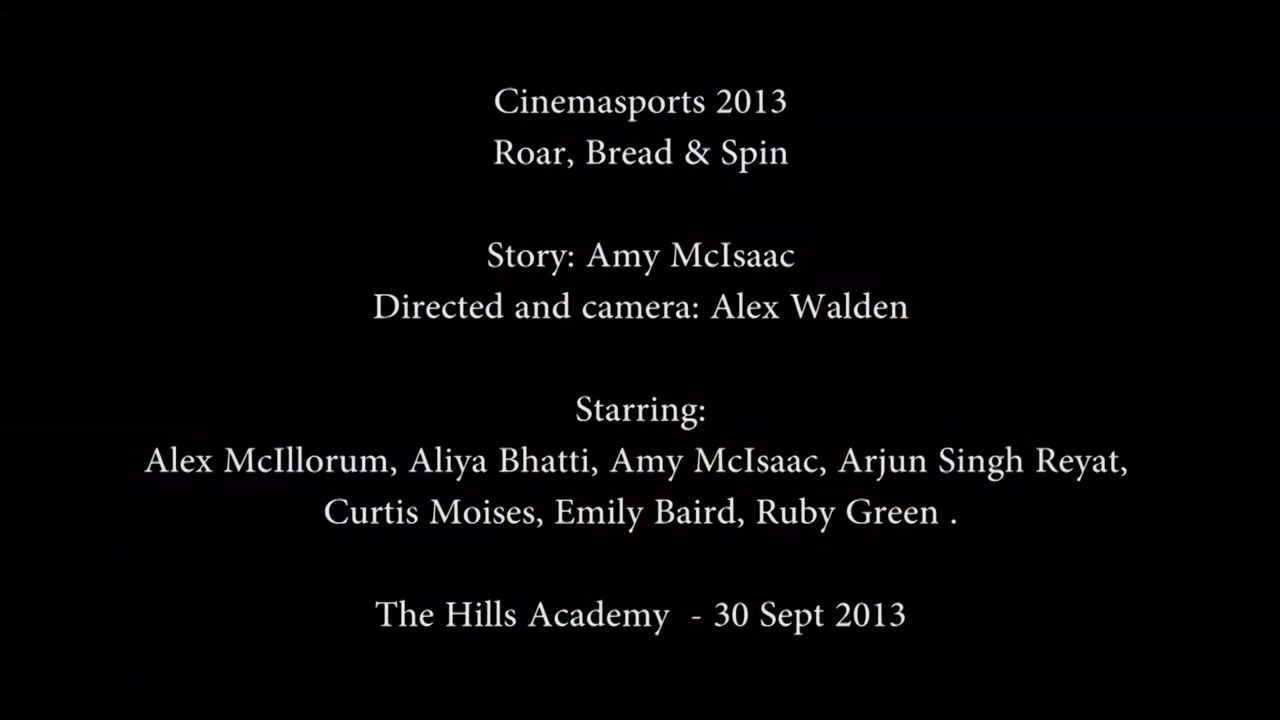 Cinemasports 2013
Roar, Bread & Spin
Story: Amy McIsaac
Directed and camera: Alex Walden
Starring:
Alex McIllorum, Aliya Bhatti, Amy McIsaac, Arjun Singh Reyat,
Curtis Moises, Emily Baird, Ruby Green .
The Hills Academy  - 30 Sept 2013